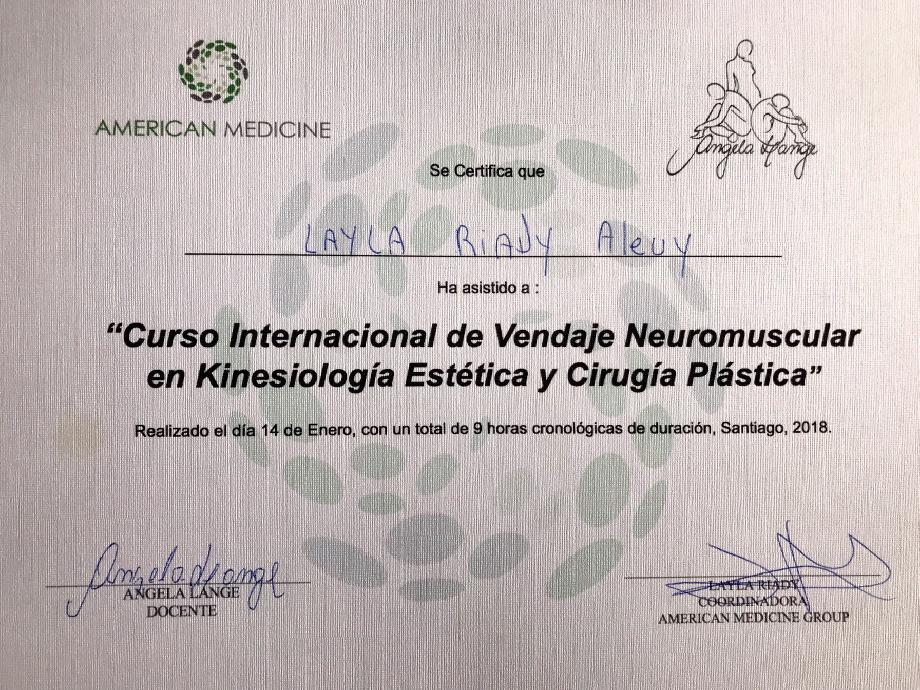 AMERICAN MEDICINE
Angela Lange
Se Certifica que
LAYLA RIADY Aleuy
Ha asistido a :
“Curso Internacional de Vendaje Neuromuscular
en Kinesiología Estética y Cirugía Plástica”
Realizado el día 14 de Enero, con un total de 9 horas cronológicas de duración, Santiago, 2018.
Angela Lange
ANGELA LANGE
DOCENTE
LAYLA RIADY
COORDINADORA
AMERICAN MEDICINE GROUP